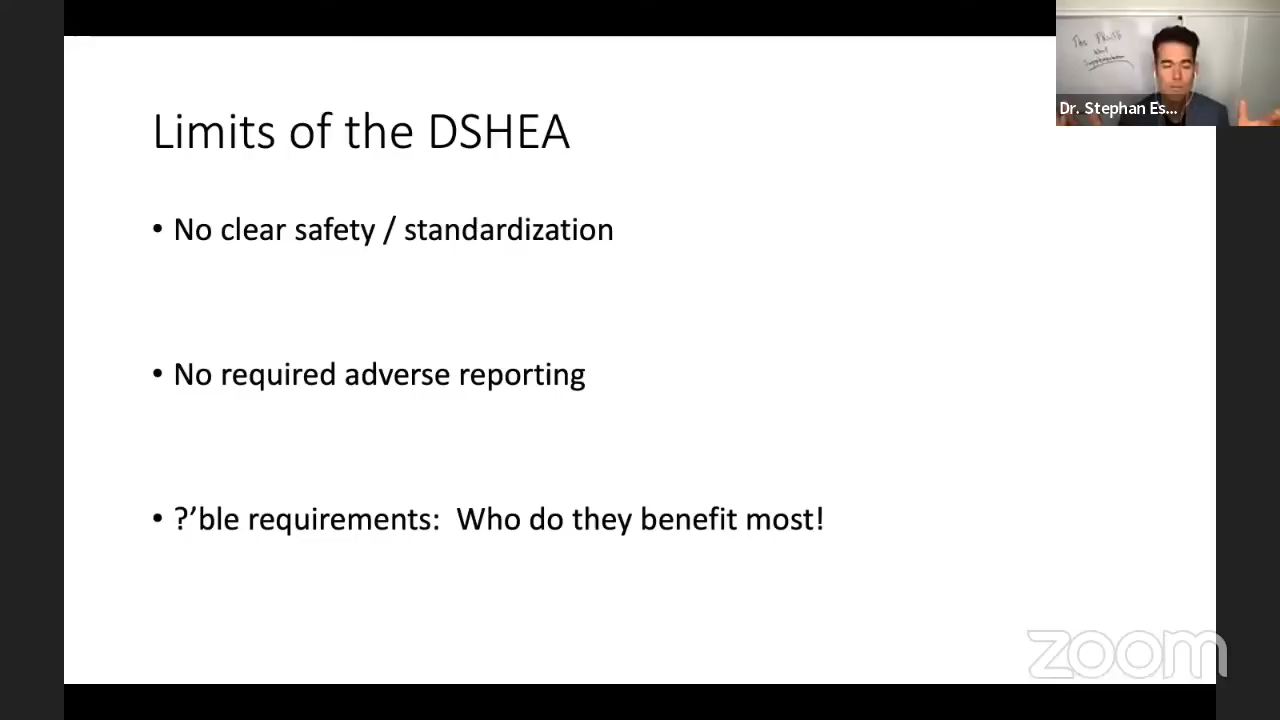 Limits of the DSHEA
• No clear safety / standardization
• No required adverse reporting
• ?’ble requirements:  Who do they benefit most!
The
Dr. Stephan Es...
zoom